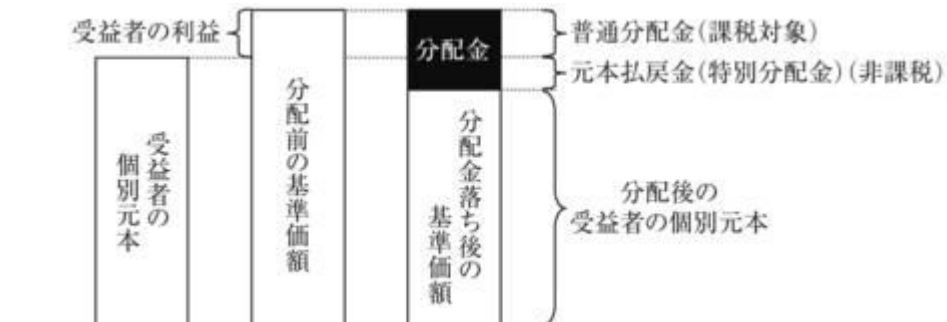 受益者の利益
分配金
普通分配金(課税対象)
元本払戻金(特別分配金)(非課税)
受益者の
個別元本
分配前の基準価額
分配金落ち後の
基準価額
分配後の
受益者の個別元本